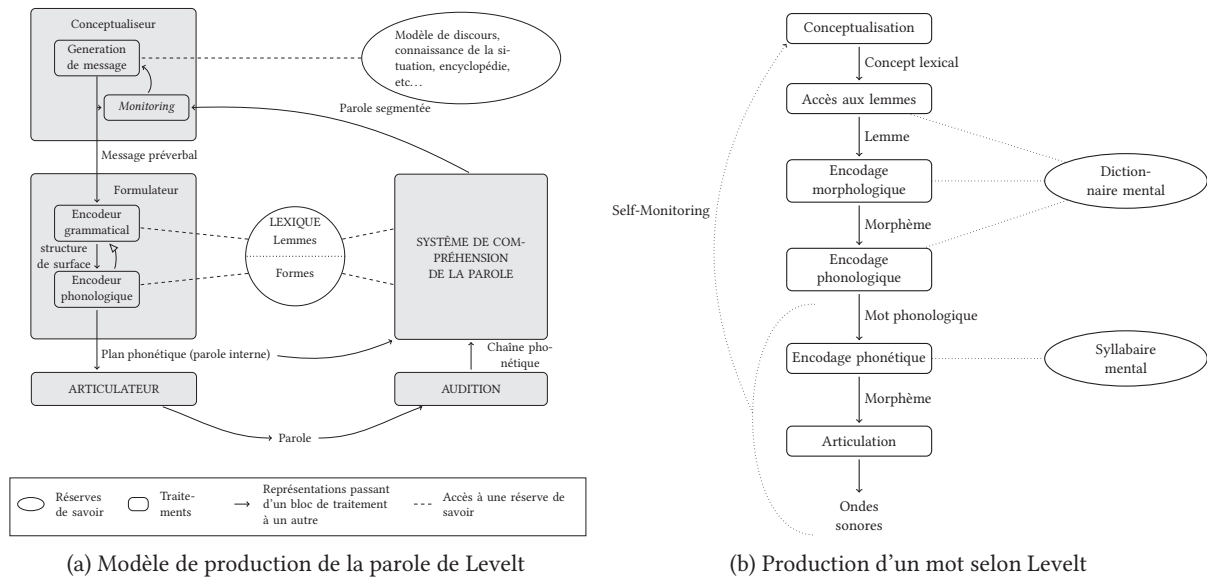 Conceptualiseur
Generation
de message
Monitoring
Modèle de discours,
connaissance de la si-
tuation, encyclopédie,
etc…
Parole segmentée
Message préverbal
Formulateur
Encodeur
grammatical
structure
de surface
Encodeur
phonologique
LEXIQUE
Lemmes
Formes
SYSTÈME DE COM-
PRÉHENSION
DE LA PAROLE
Plan phonétique (parole interne)
Chaîne pho-
nétique
ARTICULATEUR
AUDITION
Parole
Réserves
de savoir
Traite-
ments
Représentations passant
d'un bloc de traitement
à un autre
Accès à une réserve de
savoir
(a) Modèle de production de la parole de Levelt
Conceptualisation
Concept lexical
Accès aux lemmes
Lemme
Encodage
morphologique
Diction-
naire mental
Self-Monitoring
Morphème
Encodage
phonologique
Mot phonologique
Encodage phonétique
Syllabaire
mental
Morphème
Articulation
Ondes
sonores
(b) Production d'un mot selon Levelt